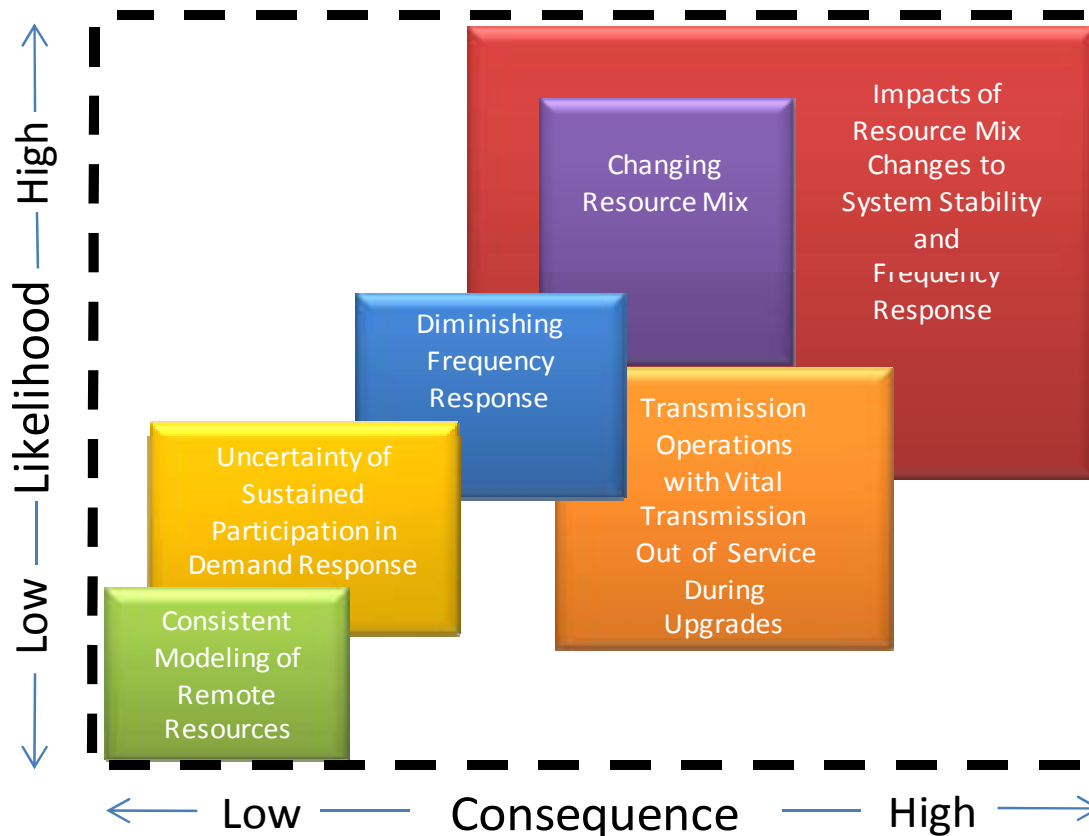 Impacts of
Resource Mix
Changes to
System Stability
and
Frequency
Response
Changing
Resource Mix
Diminishing
Frequency
Response
Transmission
Operations
with Vital
Transmission
Out of Service
During
Upgrades
Uncertainty of
Sustained
Participation in
Demand Response
Consistent
Modeling of
Remote
Resources
Low Likelihood High
Low Consequence High